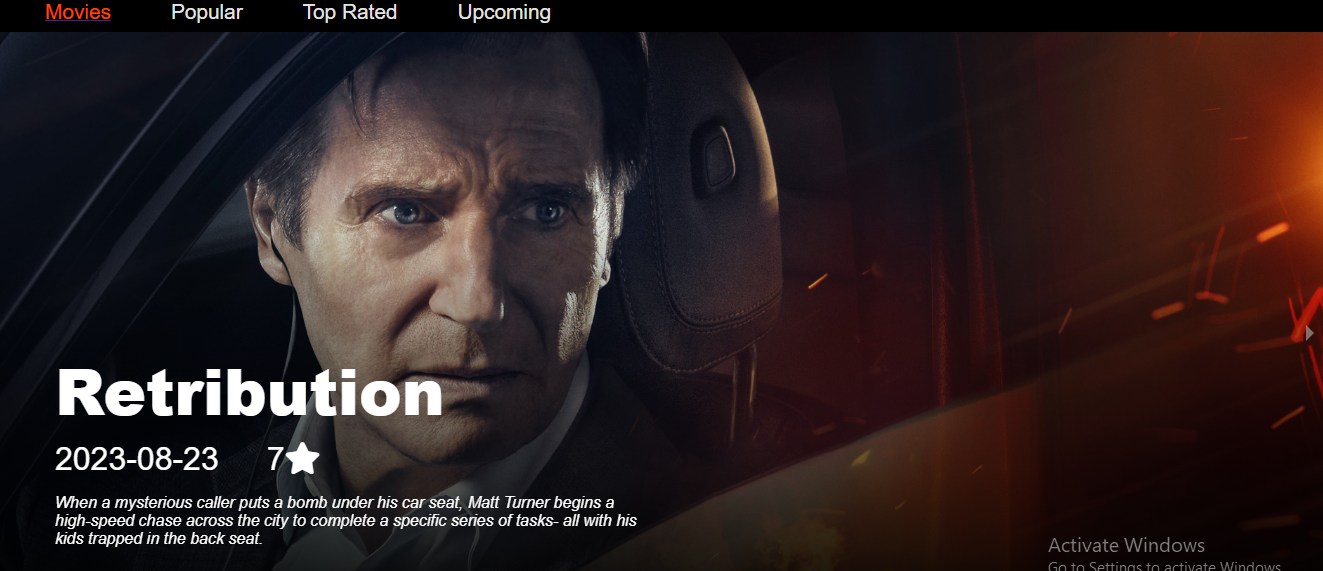 Movies Popular Top Rated Upcoming
Retribution
2023-08-23 7
When a mysterious caller puts a bomb under his car seat, Matt Turner begins a
high-speed chase across the city to complete a specific series of tasks- all with his
kids trapped in the back seat.
Activate Windows
Go to Settings to activate Windows.